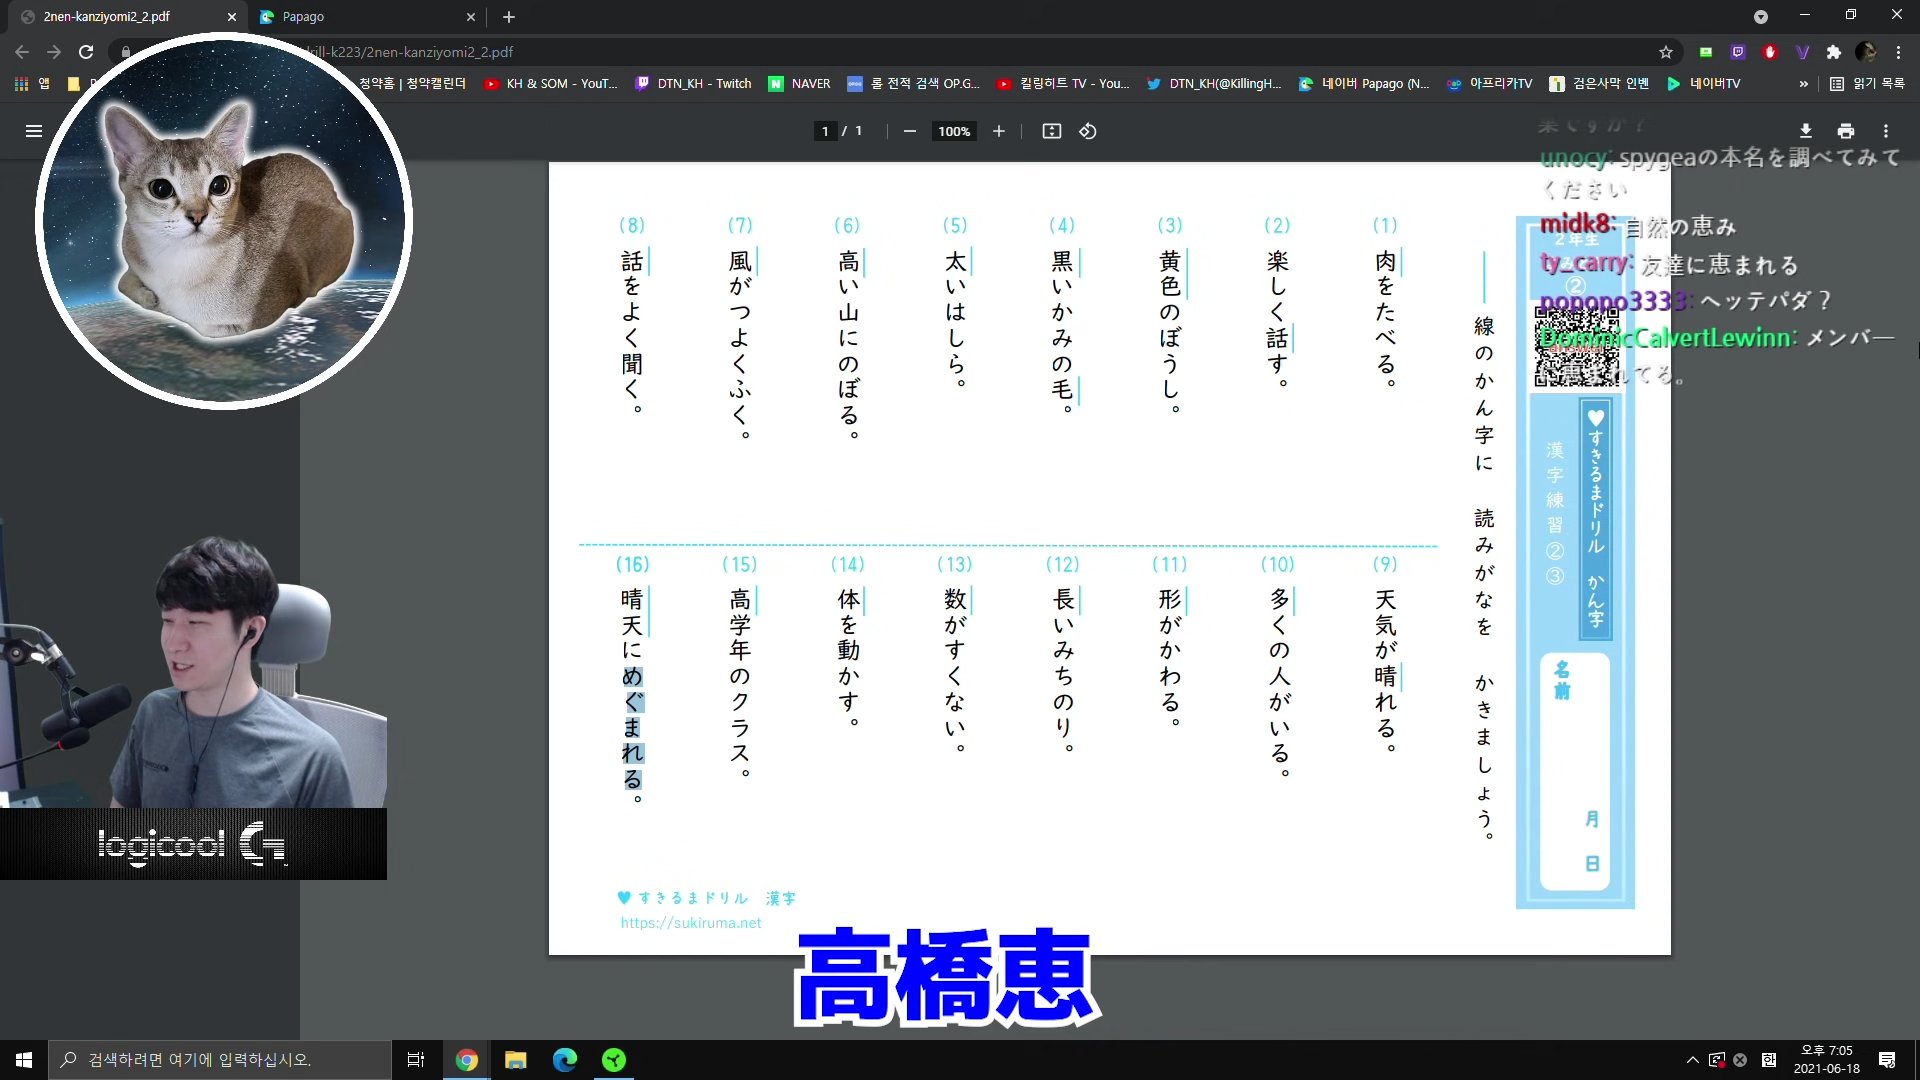 2nen-kanziyomi2_2.pdf
Papago
rill-k223/2nen-kanziyomi2_2.pdf
앱
청약홈 | 청약캘린더
KH & SOM - YouT...
DTN_KH - Twitch
NAVER
롤 전적 검색 OP.G...
킬링히트 TV - You...
DTN_KH(@KillingH...
네이버 Papago (N...
아프리카TV
검은사막 인벤
네이버TV
»
읽기 목록
1 / 1
100%
業ですか？
unocy: spygeaの本名を調べてみて
ください
midk8: 自然の恵み
ty_carry: 友達に恵まれる
popopo3333: ヘッテパダ？
DominicCalvertLewinn: メンバー
に恵まれてる。
2年生
②
♥すきるまドリル　かん字
漢字練習②③
名前
月
日
線のかん字に　読みがなを　かきましょう。
(1)肉をたべる。
(2)楽しく話す。
(3)黄色のぼうし。
(4)黒いかみの毛。
(5)太いはしら。
(6)高い山にのぼる。
(7)風がつよくふく。
(8)話をよく聞く。
(9)天気が晴れる。
(10)多くの人がいる。
(11)形がかわる。
(12)長いみちのり。
(13)数がすくない。
(14)体を動かす。
(15)高学年のクラス。
(16)晴天にめぐまれる。
♥すきるまドリル　漢字
https://sukiruma.net
logicool G
高橋恵
검색하려면 여기에 입력하십시오.
한
오후 7:05
2021-06-18